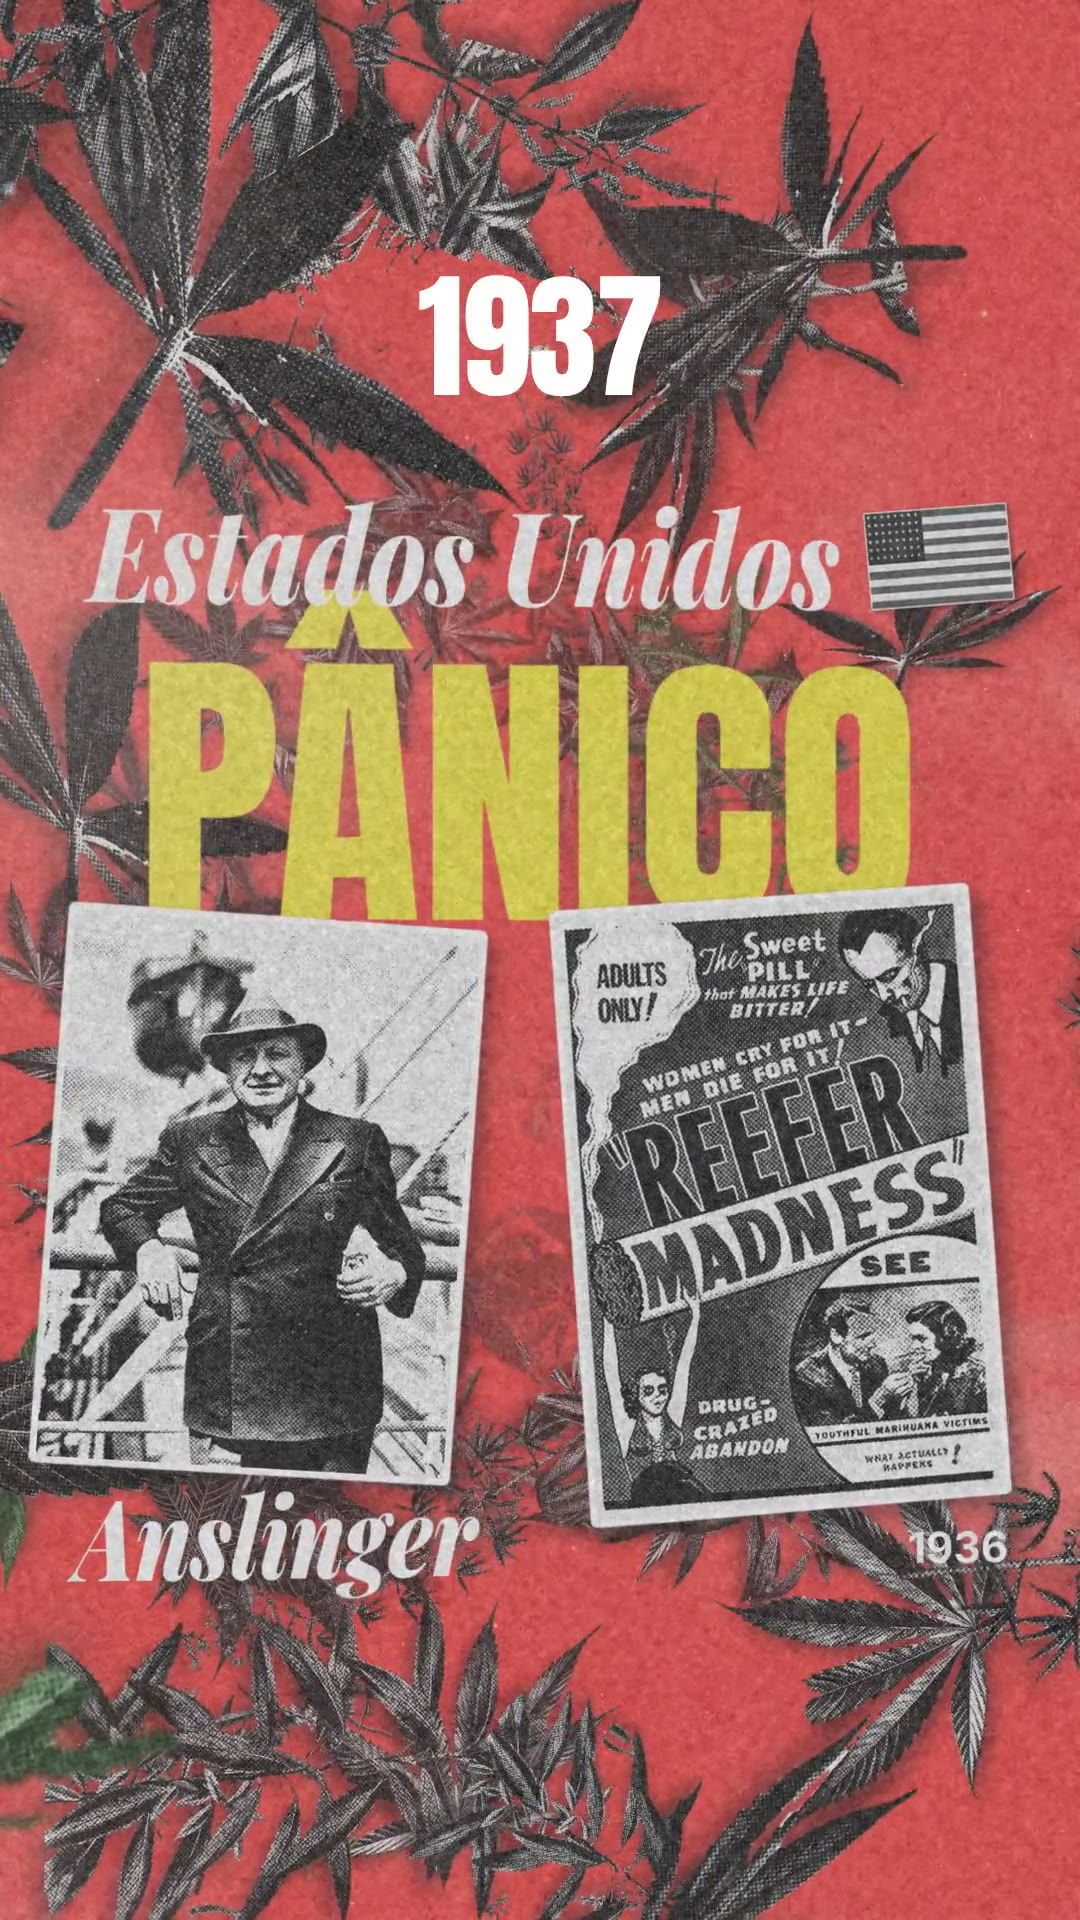 1937
Estados Unidos
PÂNICO
ADULTS
ONLY!
The Sweet
"PILL"
that MAKES LIFE
BITTER!
WOMEN CRY FOR IT-
MEN DIE FOR IT!
"REEFER
MADNESS"
SEE
DRUG-
CRAZED
ABANDON
YOUTHFUL MARIHUANA VICTIMS
WHAT ACTUALLY
HAPPENS!
Anslinger
1936